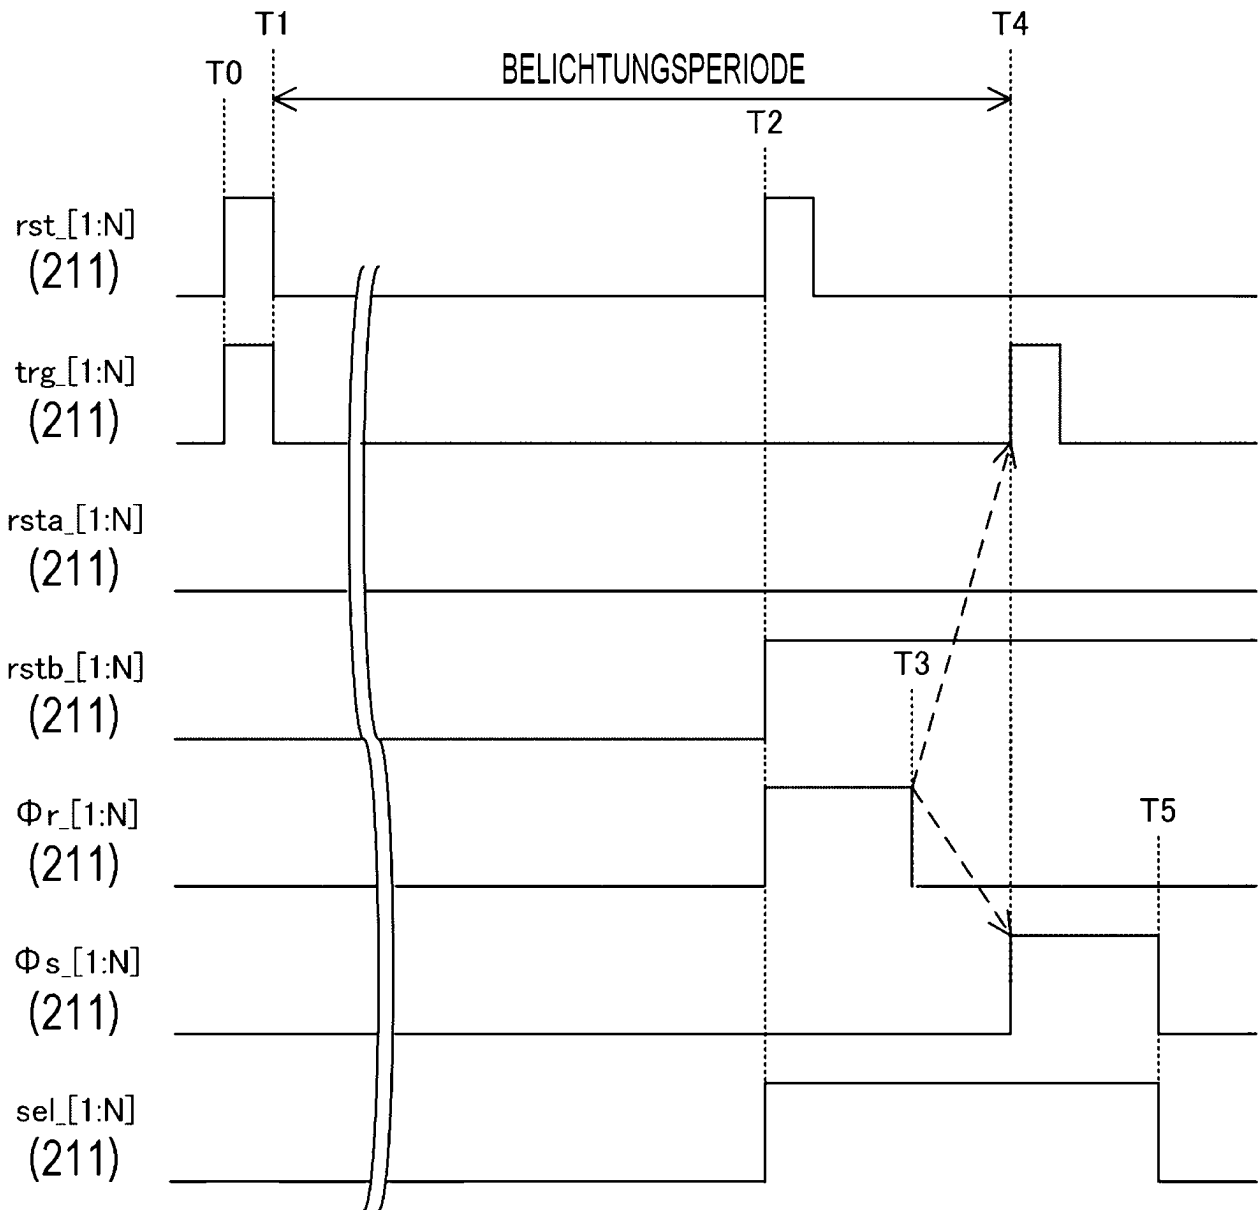 T1
T4
T0
BELICHTUNGSPERIODE
T2
rst_[1:N]
(211)
trg_[1:N]
(211)
rsta_[1:N]
(211)
rstb_[1:N]
(211)
T3
Φr_[1:N]
(211)
T5
Φs_[1:N]
(211)
sel_[1:N]
(211)